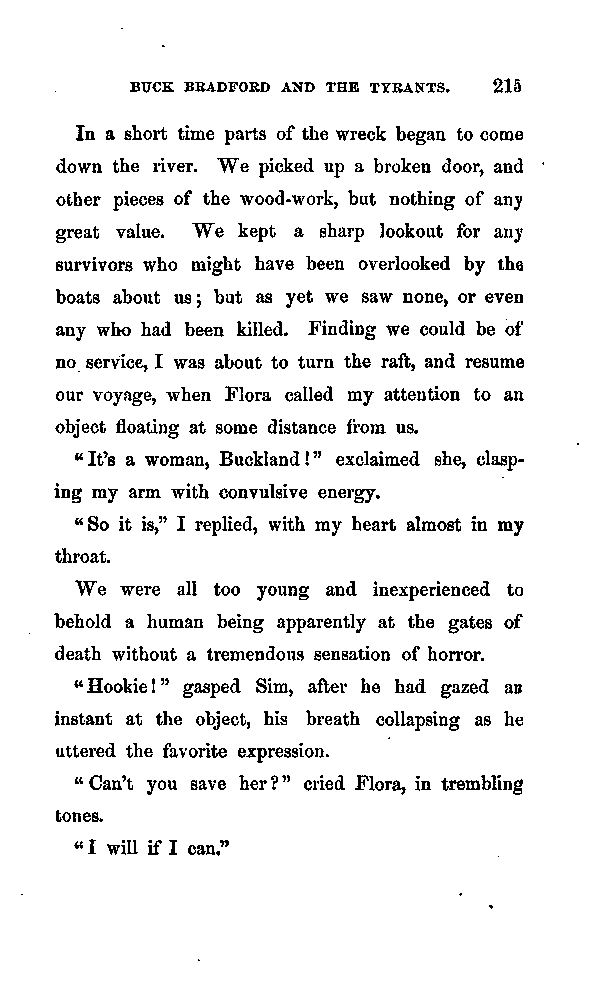 BUCK BRADFORD AND THE TYRANTS. 215
In a short time parts of the wreck began to come
down the river. We picked up a broken door, and
other pieces of the wood-work, but nothing of any
great value. We kept a sharp lookout for any
survivors who might have been overlooked by the
boats about us; but as yet we saw none, or even
any who had been killed. Finding we could be of
no service, I was about to turn the raft, and resume
our voyage, when Flora called my attention to an
object floating at some distance from us.
"It's a woman, Buckland!" exclaimed she, clasp-
ing my arm with convulsive energy.
"So it is," I replied, with my heart almost in my
throat.
We were all too young and inexperienced to
behold a human being apparently at the gates of
death without a tremendous sensation of horror.
"Hookie!" gasped Sim, after he had gazed an
instant at the object, his breath collapsing as he
uttered the favorite expression.
"Can't you save her?" cried Flora, in trembling
tones.
"I will if I can."